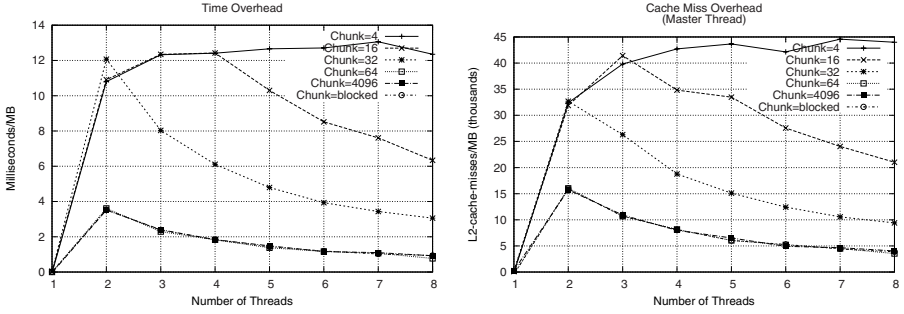 Time Overhead
14
12
10
8
6
4
2
0
Milliseconds/MB
Chunk=4
Chunk=16
Chunk=32
Chunk=64
Chunk=4096
Chunk=blocked
1 2 3 4 5 6 7 8
Number of Threads
Cache Miss Overhead
(Master Thread)
45
40
35
30
25
20
15
10
5
0
L2-cache-misses/MB (thousands)
Chunk=4
Chunk=16
Chunk=32
Chunk=64
Chunk=4096
Chunk=blocked
1 2 3 4 5 6 7 8
Number of Threads